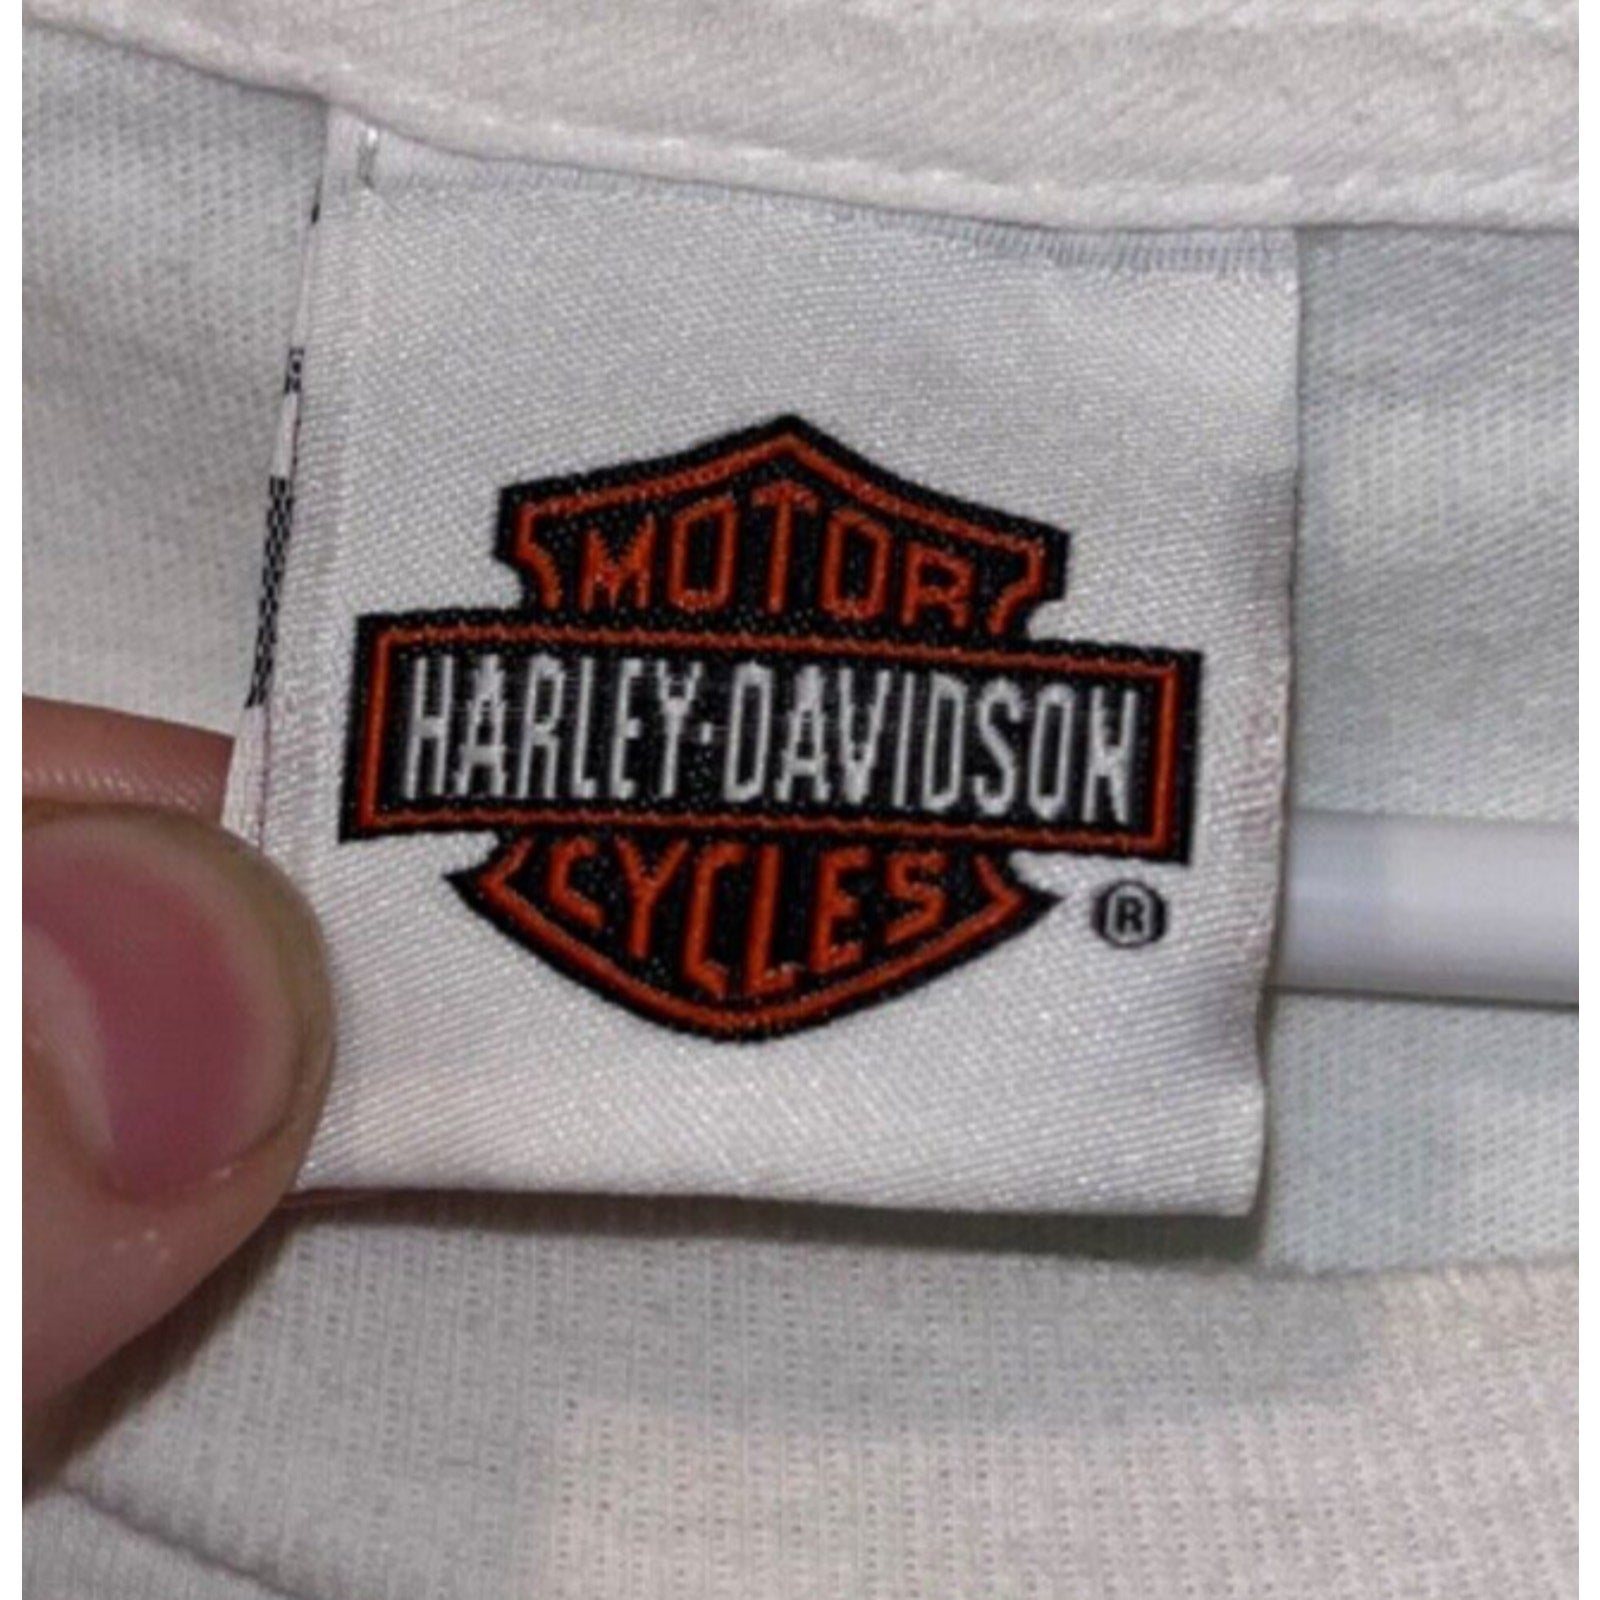 MOTOR
HARLEY-DAVIDSON
CYCLES
®